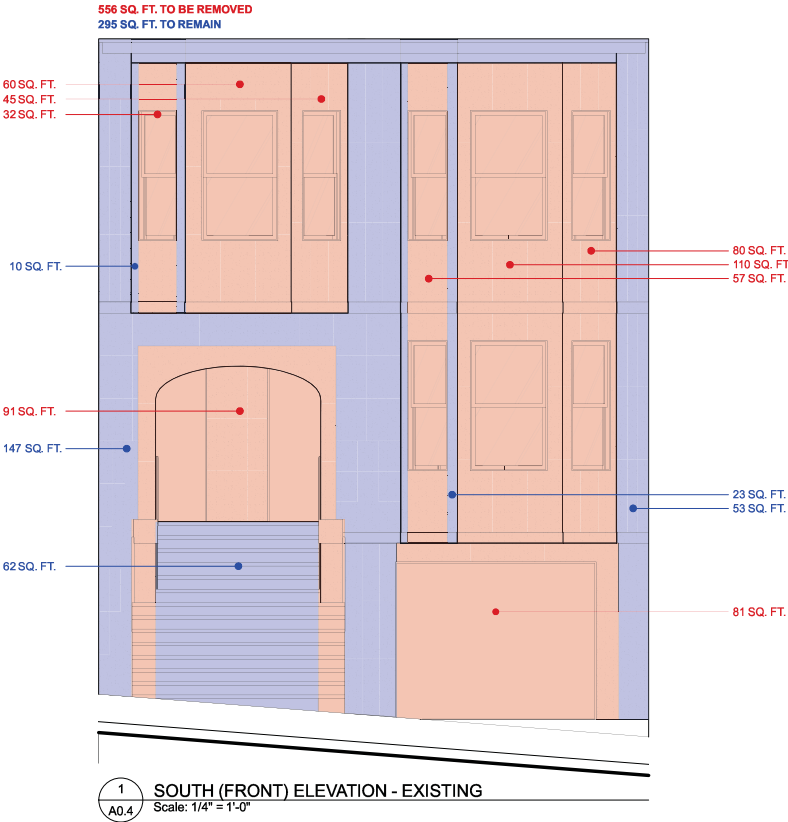 556 SQ. FT. TO BE REMOVED
295 SQ. FT. TO REMAIN
60 SQ. FT.
45 SQ. FT.
32 SQ. FT.
10 SQ. FT.
80 SQ. FT.
110 SQ. FT
57 SQ. FT.
91 SQ. FT.
147 SQ. FT.
23 SQ. FT.
53 SQ. FT.
62 SQ. FT.
81 SQ. FT.
1
A0.4
SOUTH (FRONT) ELEVATION - EXISTING
Scale: 1/4" = 1'-0"